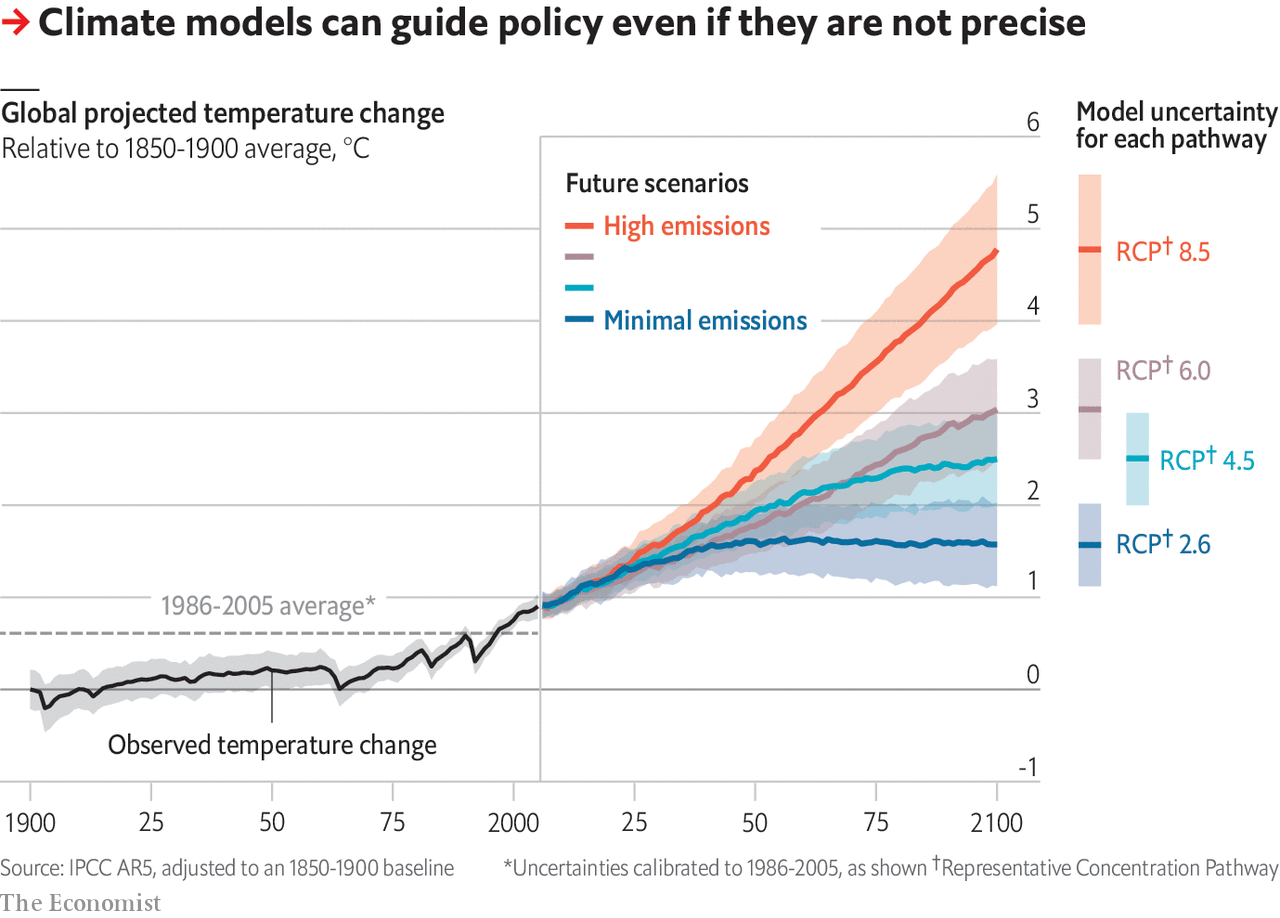 → Climate models can guide policy even if they are not precise
Global projected temperature change
Relative to 1850-1900 average, °C
Model uncertainty
for each pathway
Future scenarios
High emissions
Minimal emissions
6
5
4
3
2
1
0
-1
RCP† 8.5
RCP† 6.0
RCP† 4.5
RCP† 2.6
1986-2005 average*
Observed temperature change
1900 25 50 75 2000 25 50 75 2100
Source: IPCC AR5, adjusted to an 1850-1900 baseline *Uncertainties calibrated to 1986-2005, as shown †Representative Concentration Pathway
The Economist